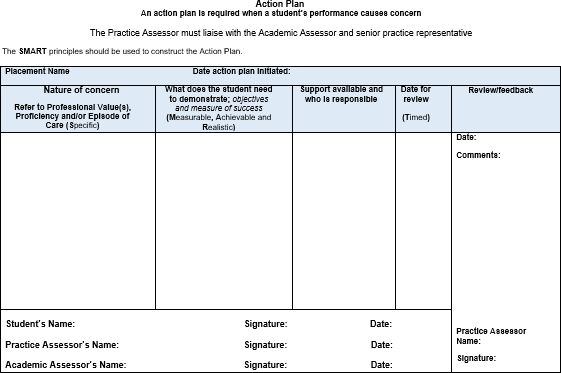 Action Plan
An action plan is required when a student's performance causes concern
The Practice Assessor must liaise with the Academic Assessor and senior practice representative
The SMART principles should be used to construct the Action Plan.
Placement Name Date action plan initiated:
Nature of concern
Refer to Professional Value(s),
Proficiency and/or Episode of
Care (Specific)
What does the student need
to demonstrate; objectives
and measure of success
(Measurable, Achievable and
Realistic)
Support available and
who is responsible
Date for
review
(Timed)
Review/feedback
Date:
Comments:
Student's Name: Signature: Date:
Practice Assessor's Name: Signature: Date:
Academic Assessor's Name: Signature: Date:
Practice Assessor
Name:
Signature: